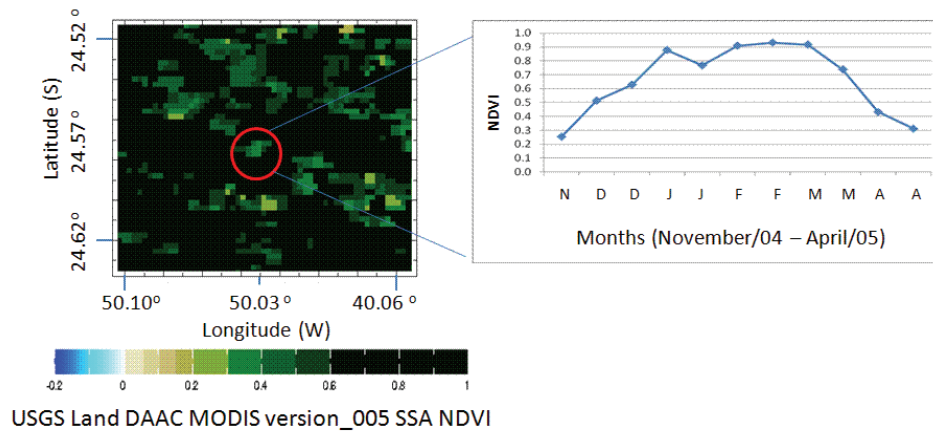 24.52 °
24.57 °
24.62 °
Latitude (S)
50.10 o
50.03 o
40.06 o
Longitude (W)
-0.2 0 0.2 0.4 0.6 0.8 1
USGS Land DAAC MODIS version_005 SSA NDVI
NDVI
1.0
0.9
0.8
0.7
0.6
0.5
0.4
0.3
0.2
0.1
0.0
N D D J J F F M M A A
Months (November/04 – April/05)